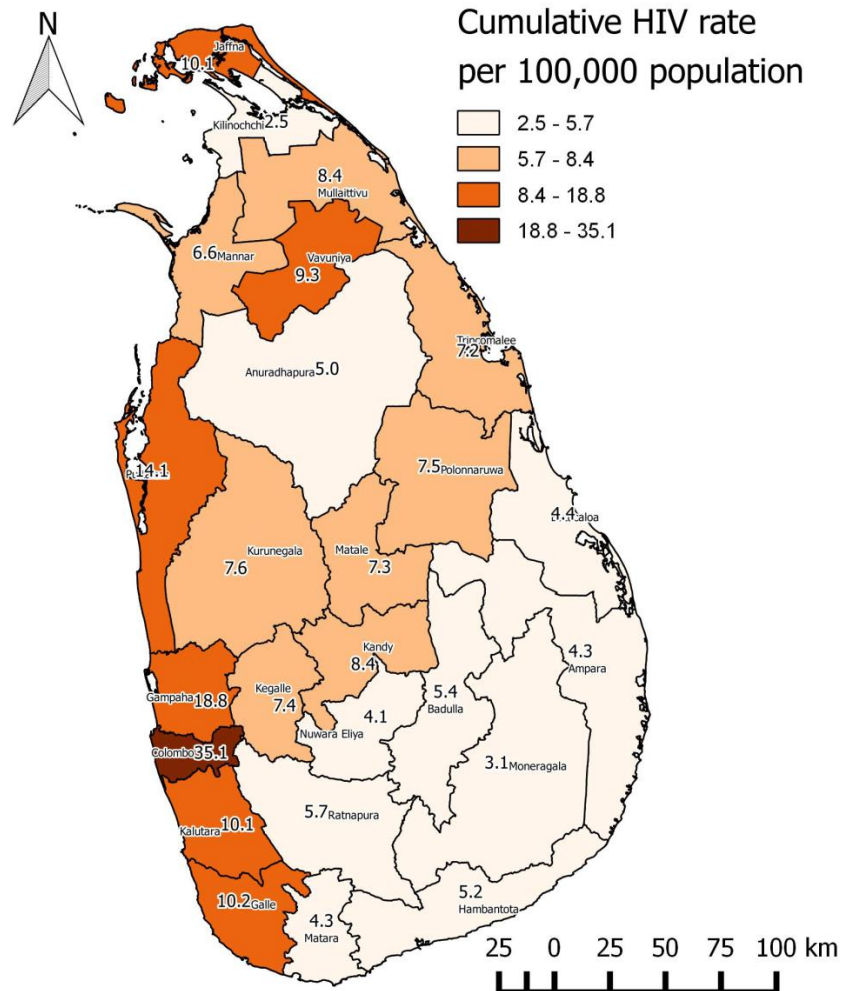 Cumulative HIV rate
per 100,000 population
2.5 - 5.7
5.7 - 8.4
8.4 - 18.8
18.8 - 35.1
N
Jaffna
10.1
Kilinochchi 2.5
8.4
Mullaittivu
6.6 Mannar
Vavuniya
9.3
Trincomalee
7.2
Anuradhapura 5.0
14.1
7.5 Polonnaruwa
4.4
Kurunegala
7.6
Matale
7.3
Kandy
8.4
4.3
Ampara
Kegalle
7.4
Gampaha 18.8
5.4
Badulla
4.1
Nuwara Eliya
Colombo 35.1
3.1 Moneragala
5.7 Ratnapura
Kalutara 10.1
10.2 Galle
5.2
Hambantota
4.3
Matara
25 0 25 50 75 100 km